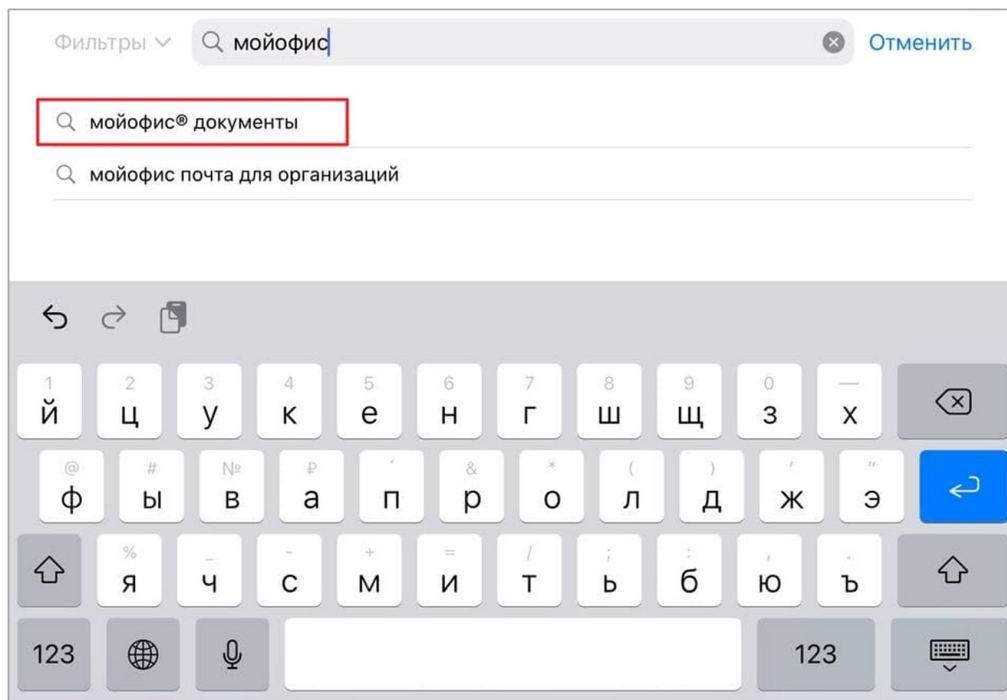 Фильтры мойофис Отменить
мойофис® документы
мойофис почта для организаций
1 2 3 4 5 6 7 8 9 0 —
й ц у к е н г ш щ з х
@ # № ₽ ´ & * ( ) ' "
ф ы в а п р о л д ж э
% _ - + = / ; : , .
я ч с м и т ь б ю ъ
123 123